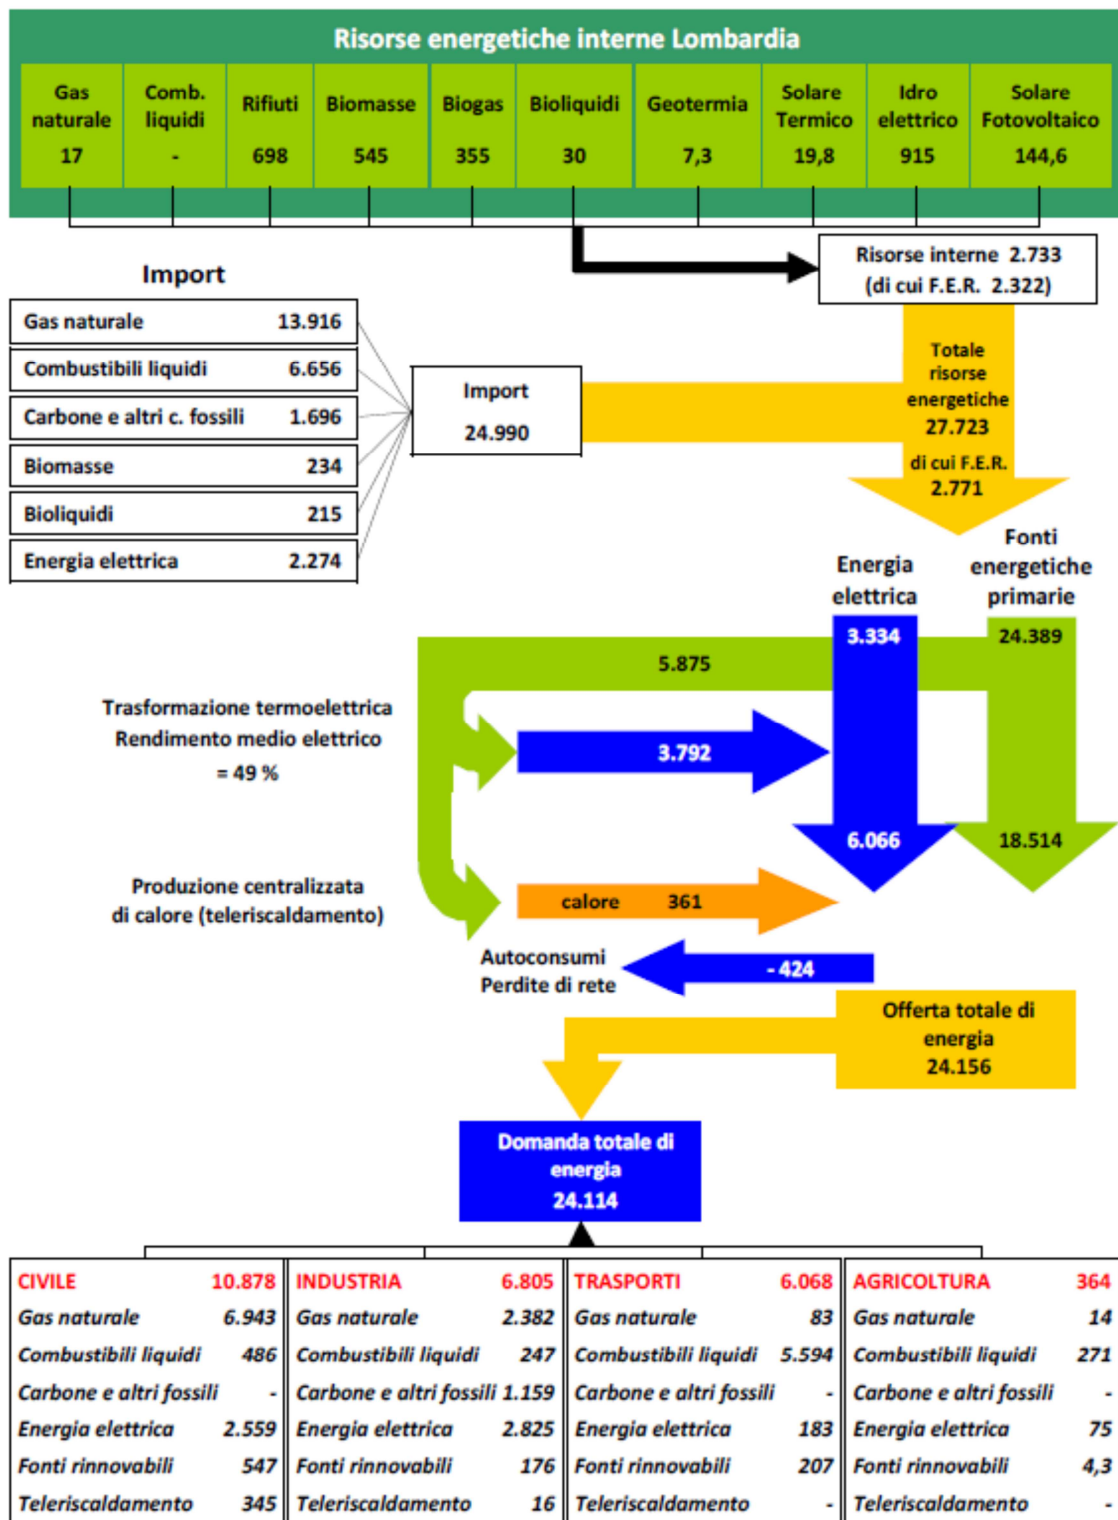 Risorse energetiche interne Lombardia
Gas naturale
17
Comb. liquidi
-
Rifiuti
698
Biomasse
545
Biogas
355
Bioliquidi
30
Geotermia
7,3
Solare Termico
19,8
Idro elettrico
915
Solare Fotovoltaico
144,6
Risorse interne 2.733
(di cui F.E.R. 2.322)
Import
Gas naturale 13.916
Combustibili liquidi 6.656
Carbone e altri c. fossili 1.696
Biomasse 234
Bioliquidi 215
Energia elettrica 2.274
Import
24.990
Totale
risorse
energetiche
27.723
di cui F.E.R.
2.771
Energia
elettrica
Fonti
energetiche
primarie
3.334
24.389
5.875
Trasformazione termoelettrica
Rendimento medio elettrico
= 49 %
3.792
6.066
18.514
Produzione centralizzata
di calore (teleriscaldamento)
calore 361
Autoconsumi
Perdite di rete
- 424
Offerta totale di
energia
24.156
Domanda totale di
energia
24.114
CIVILE 10.878
Gas naturale 6.943
Combustibili liquidi 486
Carbone e altri fossili -
Energia elettrica 2.559
Fonti rinnovabili 547
Teleriscaldamento 345
INDUSTRIA 6.805
Gas naturale 2.382
Combustibili liquidi 247
Carbone e altri fossili 1.159
Energia elettrica 2.825
Fonti rinnovabili 176
Teleriscaldamento 16
TRASPORTI 6.068
Gas naturale 83
Combustibili liquidi 5.594
Carbone e altri fossili -
Energia elettrica 183
Fonti rinnovabili 207
Teleriscaldamento -
AGRICOLTURA 364
Gas naturale 14
Combustibili liquidi 271
Carbone e altri fossili -
Energia elettrica 75
Fonti rinnovabili 4,3
Teleriscaldamento -